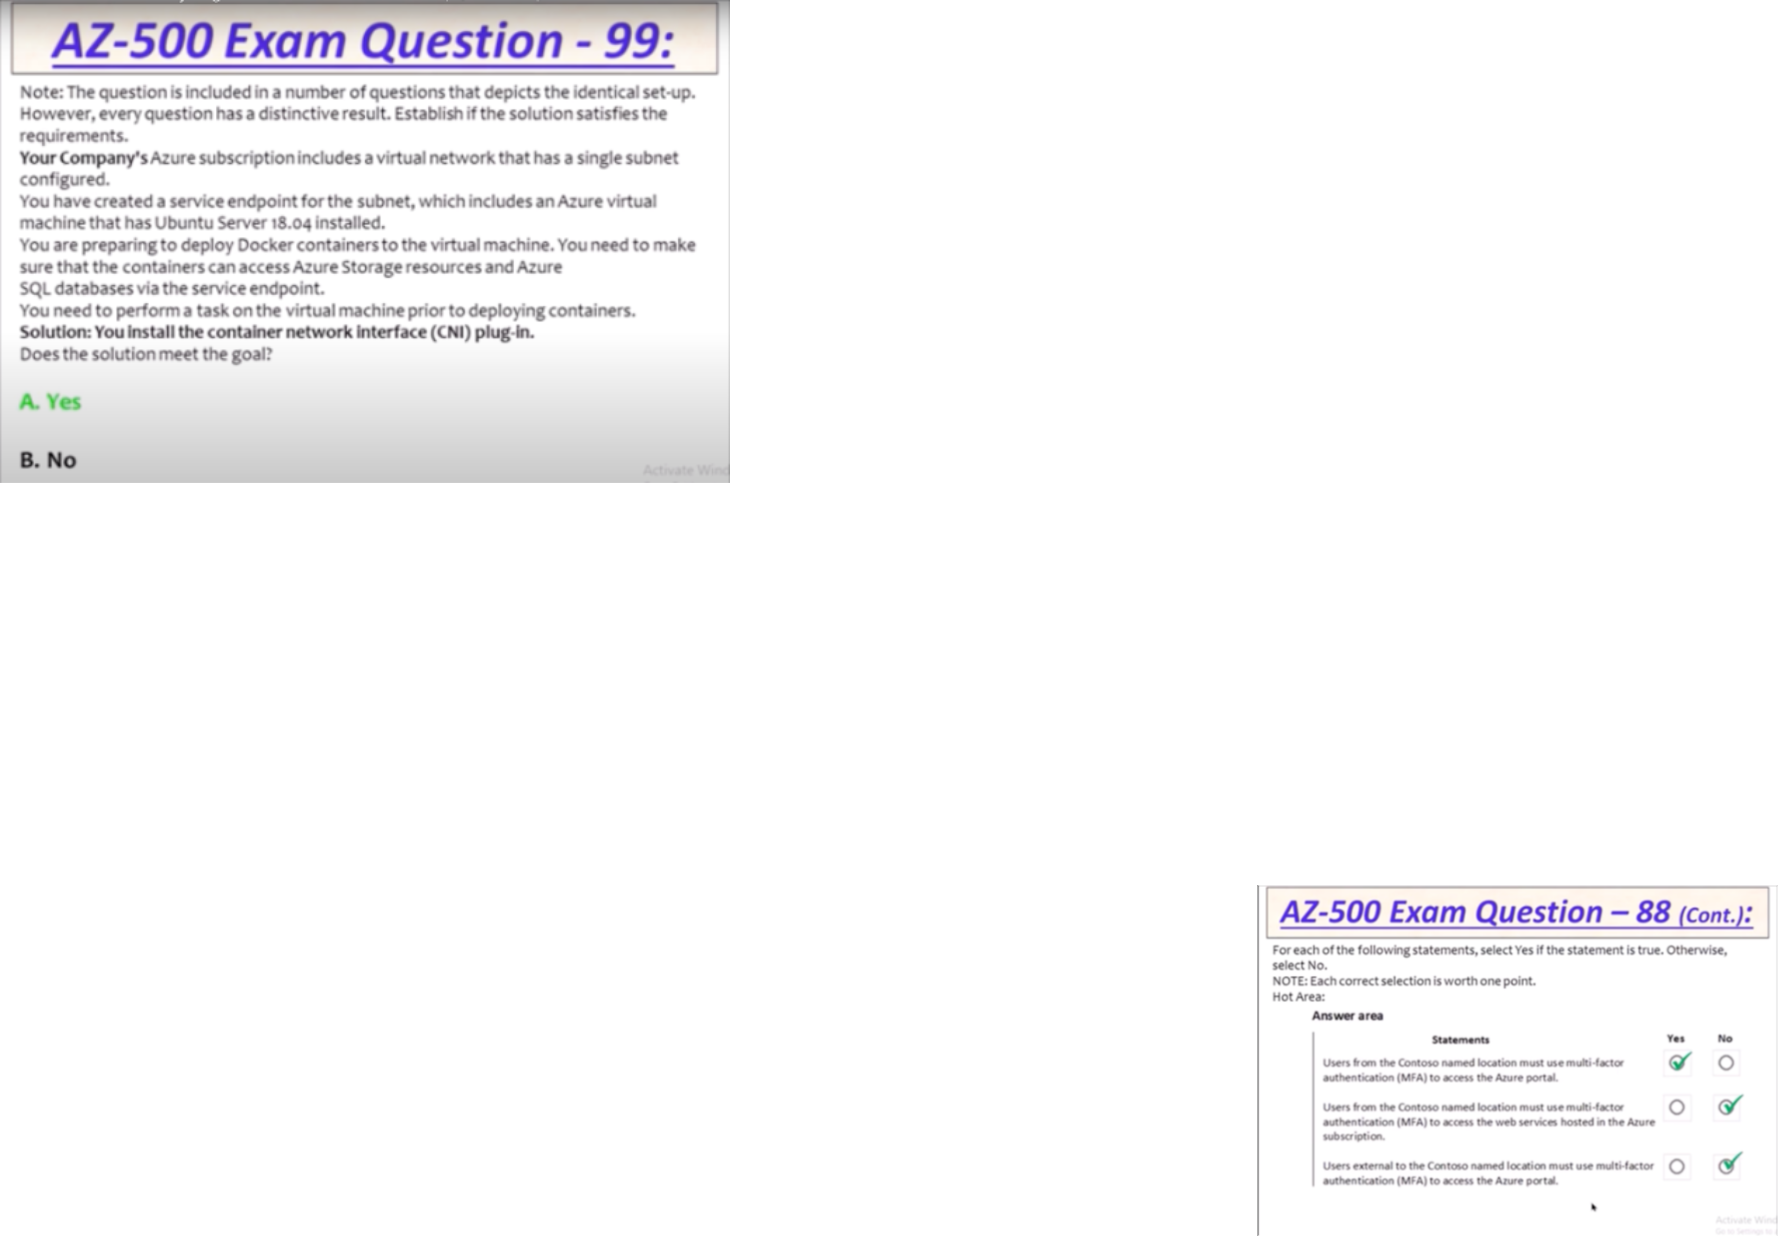 AZ-500 Exam Question - 99:
Note: The question is included in a number of questions that depicts the identical set-up.
However, every question has a distinctive result. Establish if the solution satisfies the
requirements.
Your Company's Azure subscription includes a virtual network that has a single subnet
configured.
You have created a service endpoint for the subnet, which includes an Azure virtual
machine that has Ubuntu Server 18.04 installed.
You are preparing to deploy Docker containers to the virtual machine. You need to make
sure that the containers can access Azure Storage resources and Azure
SQL databases via the service endpoint.
You need to perform a task on the virtual machine prior to deploying containers.
Solution: You install the container network interface (CNI) plug-in.
Does the solution meet the goal?
A. Yes
B. No
Activate Wind
AZ-500 Exam Question – 88 (Cont.):
For each of the following statements, select Yes if the statement is true. Otherwise,
select No.
NOTE: Each correct selection is worth one point.
Hot Area:
Answer area
Statements Yes No
Users from the Contoso named location must use multi-factor
authentication (MFA) to access the Azure portal.
Users from the Contoso named location must use multi-factor
authentication (MFA) to access the web services hosted in the Azure
subscription.
Users external to the Contoso named location must use multi-factor
authentication (MFA) to access the Azure portal.
Activate Wind
Go to Settings to